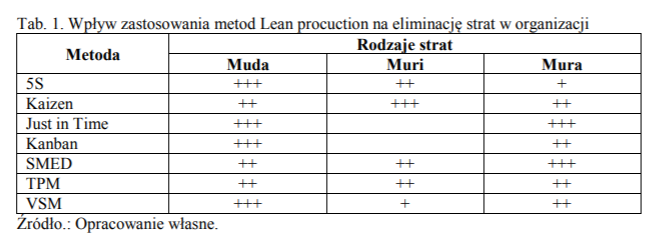 Tab. 1. Wpływ zastosowania metod Lean procuction na eliminację strat w organizacji
Metoda Rodzaje strat
Muda Muri Mura
5S +++ ++ +
Kaizen ++ +++ ++
Just in Time +++ +++
Kanban +++ ++
SMED ++ ++ +++
TPM ++ ++ ++
VSM +++ + ++
Źródło.: Opracowanie własne.